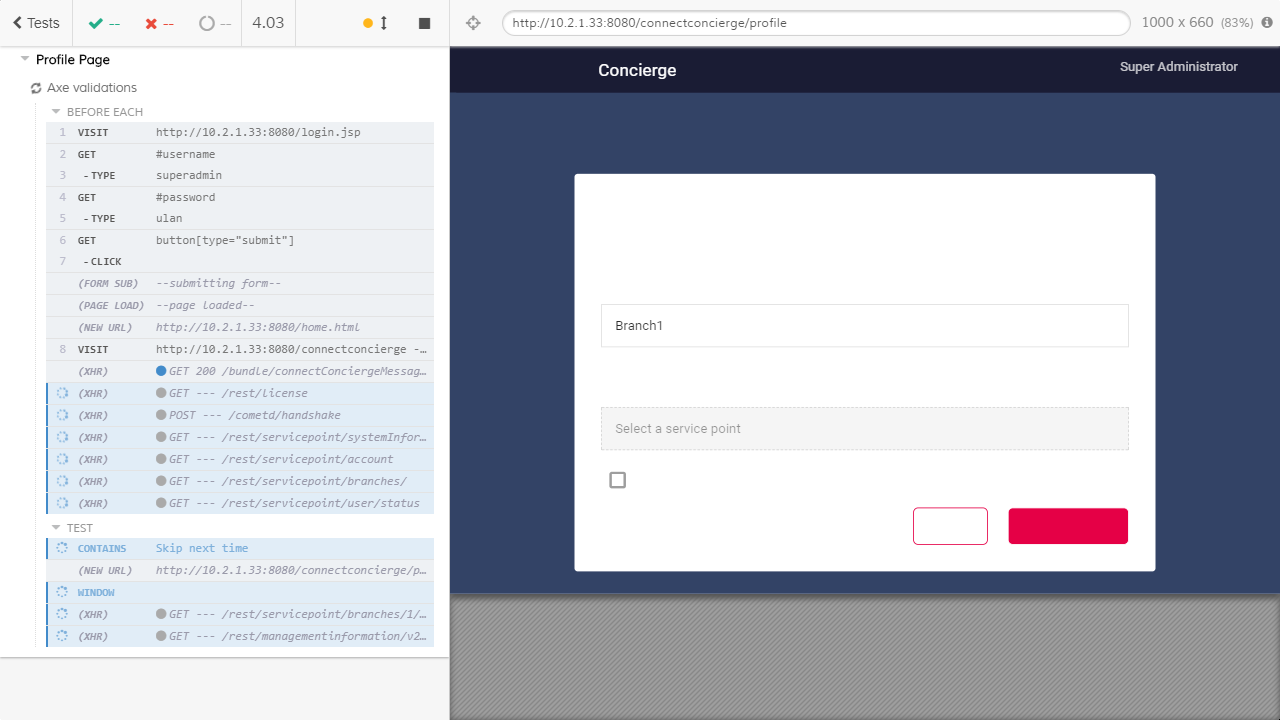 Tests
--
--
--
4.03
http://10.2.1.33:8080/connectconcierge/profile
1000 x 660 (83%)
Profile Page
Axe validations
BEFORE EACH
1 VISIT http://10.2.1.33:8080/login.jsp
2 GET #username
3 -TYPE superadmin
4 GET #password
5 -TYPE ulan
6 GET button[type="submit"]
7 -CLICK
(FORM SUB) --submitting form--
(PAGE LOAD) --page loaded--
(NEW URL) http://10.2.1.33:8080/home.html
8 VISIT http://10.2.1.33:8080/connectconcierge -…
(XHR) GET 200 /bundle/connectConciergeMessag…
(XHR) GET --- /rest/license
(XHR) POST --- /cometd/handshake
(XHR) GET --- /rest/servicepoint/systemInfor…
(XHR) GET --- /rest/servicepoint/account
(XHR) GET --- /rest/servicepoint/branches/
(XHR) GET --- /rest/servicepoint/user/status
TEST
CONTAINS Skip next time
(NEW URL) http://10.2.1.33:8080/connectconcierge/p…
WINDOW
(XHR) GET --- /rest/servicepoint/branches/1/…
(XHR) GET --- /rest/managementinformation/v2…
Concierge
Super Administrator
Branch1
Select a service point